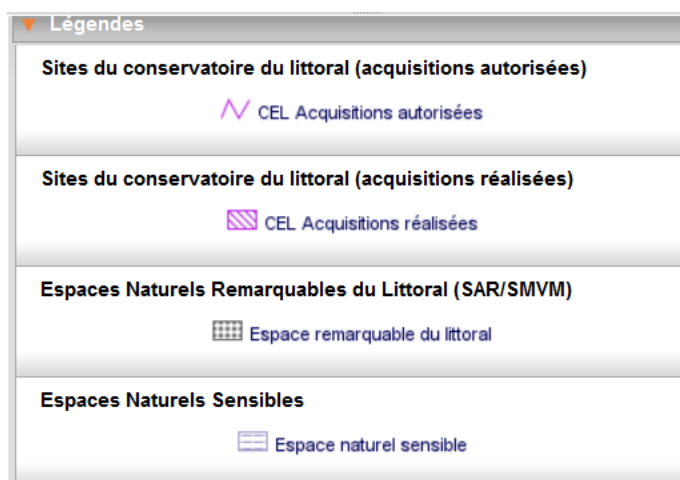 Légendes
Sites du conservatoire du littoral (acquisitions autorisées)
CEL Acquisitions autorisées
Sites du conservatoire du littoral (acquisitions réalisées)
CEL Acquisitions réalisées
Espaces Naturels Remarquables du Littoral (SAR/SMVM)
Espace remarquable du littoral
Espaces Naturels Sensibles
Espace naturel sensible